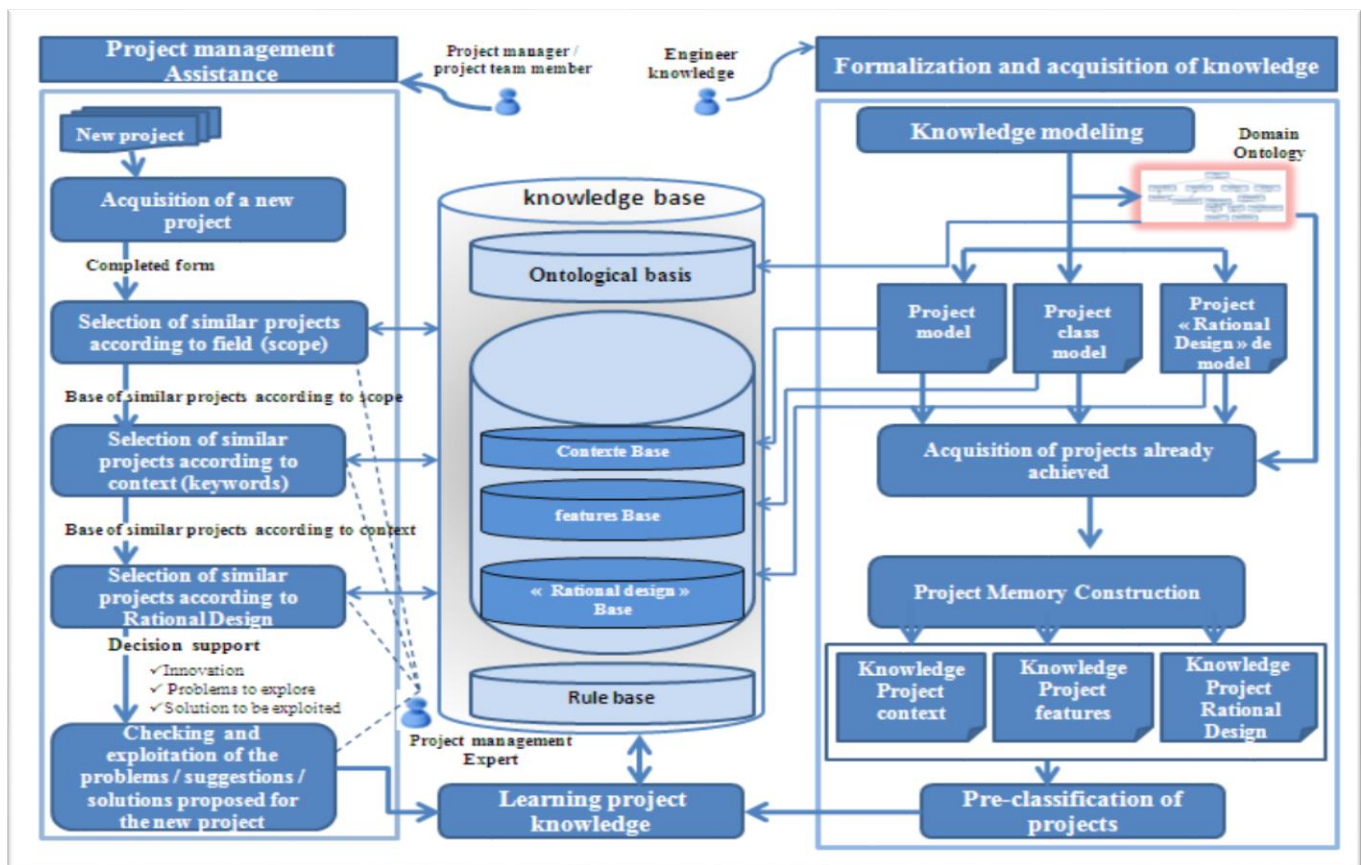 Project management
Assistance
Project manager /
project team member
Engineer
knowledge
Formalization and acquisition of knowledge
New project
Acquisition of a new
project
Completed form
Selection of similar projects
according to field (scope)
Base of similar projects according to scope
Selection of similar
projects according to
context (keywords)
Base of similar projects according to context
Selection of similar
projects according to
Rational Design
Decision support
✓Innovation
✓ Problems to explore
✓Solution to be exploited
Checking and
exploitation of the
problems / suggestions /
solutions proposed for
the new project
knowledge base
Ontological basis
Contexte Base
features Base
« Rational design »
Base
Rule base
Project management
Expert
Learning project
knowledge
Knowledge modeling
Domain
Ontology
Project
model
Project
class
model
Project
« Rational
Design » de
model
Acquisition of projects already
achieved
Project Memory Construction
Knowledge
Project
context
Knowledge
Project
features
Knowledge
Project
Rational
Design
Pre-classification of
projects